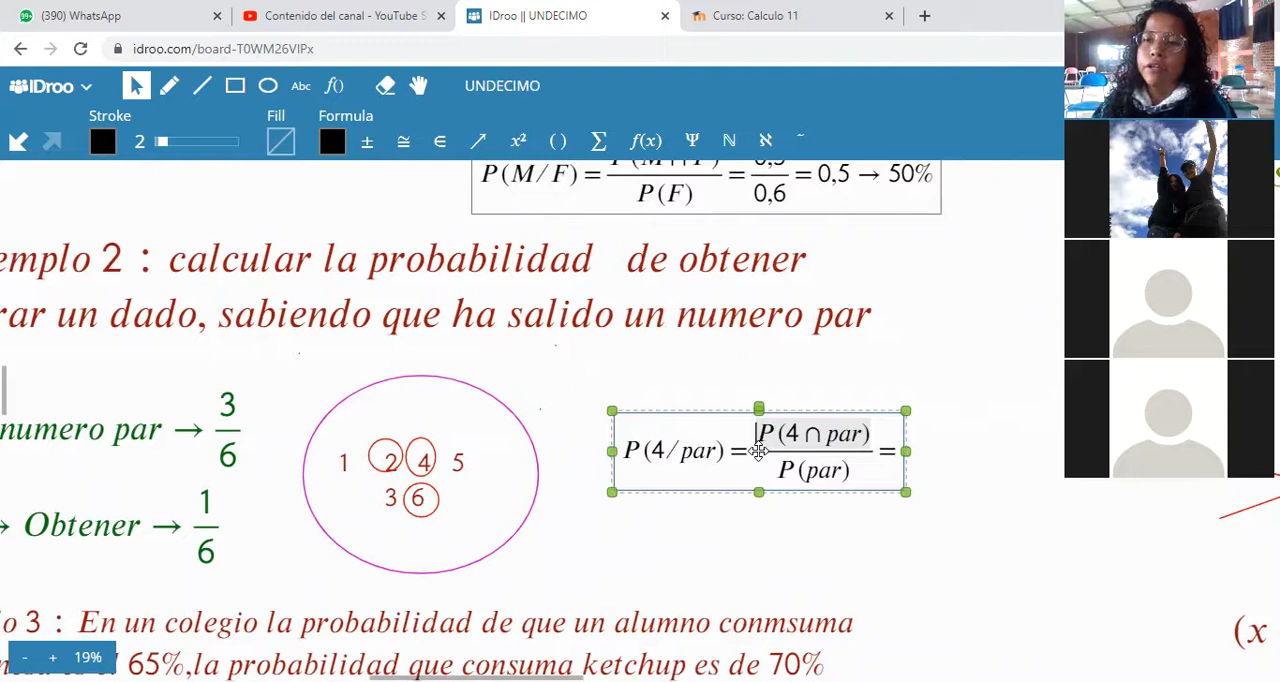 (390) WhatsApp
Contenido del canal - YouTube S
IDroo || UNDECIMO
Curso: Calculo 11
idroo.com/board-T0WM26VIPx
IDroo
Abc
f()
UNDECIMO
Stroke
Fill
Formula
2
± ≅ ∈ x² ( ) ∑ f(x) Ψ ℕ ℵ ~
P(M/F) = P(M∩F) / P(F) = 0,3 / 0,6 = 0,5 → 50%
emplo 2 : calcular la probabilidad de obtener
rar un dado, sabiendo que ha salido un numero par
numero par → 3/6
1 2 4 5
3 6
P(4/par) = P(4∩par) / P(par) =
→ Obtener → 1/6
o 3 : En un colegio la probabilidad de que un alumno conmsuma
65%,la probabilidad que consuma ketchup es de 70%
(x
- + 19%